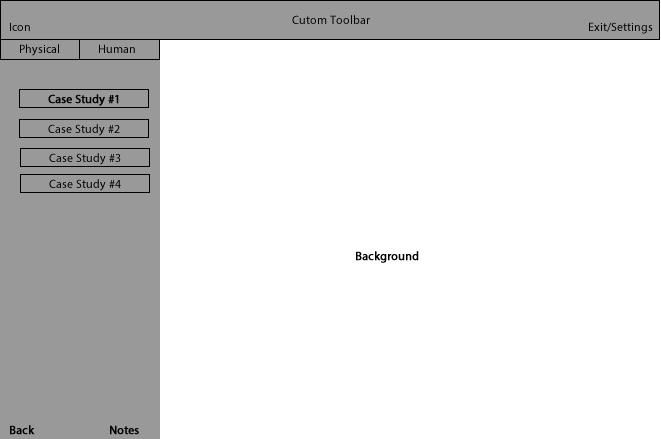 Cutom Toolbar
Icon
Exit/Settings
Physical
Human
Case Study #1
Case Study #2
Case Study #3
Case Study #4
Background
Back
Notes